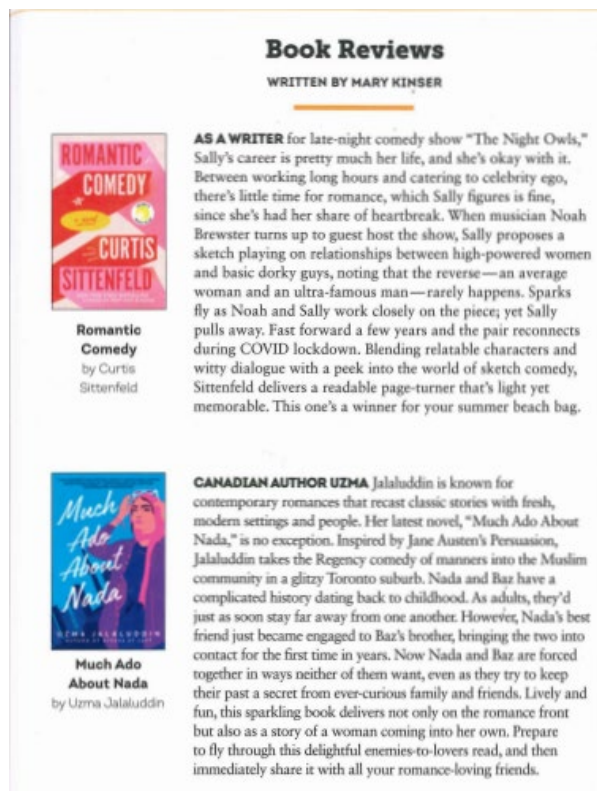 Book Reviews
WRITTEN BY MARY KINSER
ROMANTIC
COMEDY
CURTIS
SITTENFELD
Romantic
Comedy
by Curtis
Sittenfeld
AS A WRITER for late-night comedy show “The Night Owls,”
Sally’s career is pretty much her life, and she’s okay with it.
Between working long hours and catering to celebrity ego,
there’s little time for romance, which Sally figures is fine,
since she’s had her share of heartbreak. When musician Noah
Brewster turns up to guest host the show, Sally proposes a
sketch playing on relationships between high-powered women
and basic dorky guys, noting that the reverse—an average
woman and an ultra-famous man—rarely happens. Sparks
fly as Noah and Sally work closely on the piece; yet Sally
pulls away. Fast forward a few years and the pair reconnects
during COVID lockdown. Blending relatable characters and
witty dialogue with a peek into the world of sketch comedy,
Sittenfeld delivers a readable page-turner that’s light yet
memorable. This one’s a winner for your summer beach bag.
Much
Ado
About
Nada
UZMA JALALUDDIN
Much Ado
About Nada
by Uzma Jalaluddin
CANADIAN AUTHOR UZMA Jalaluddin is known for
contemporary romances that recast classic stories with fresh,
modern settings and people. Her latest novel, “Much Ado About
Nada,” is no exception. Inspired by Jane Austen’s Persuasion,
Jalaluddin takes the Regency comedy of manners into the Muslim
community in a glitzy Toronto suburb. Nada and Baz have a
complicated history dating back to childhood. As adults, they’d
just as soon stay far away from one another. However, Nada’s best
friend just became engaged to Baz’s brother, bringing the two into
contact for the first time in years. Now Nada and Baz are forced
together in ways neither of them want, even as they try to keep
their past a secret from ever-curious family and friends. Lively and
fun, this sparkling book delivers not only on the romance front
but also as a story of a woman coming into her own. Prepare
to fly through this delightful enemies-to-lovers read, and then
immediately share it with all your romance-loving friends.